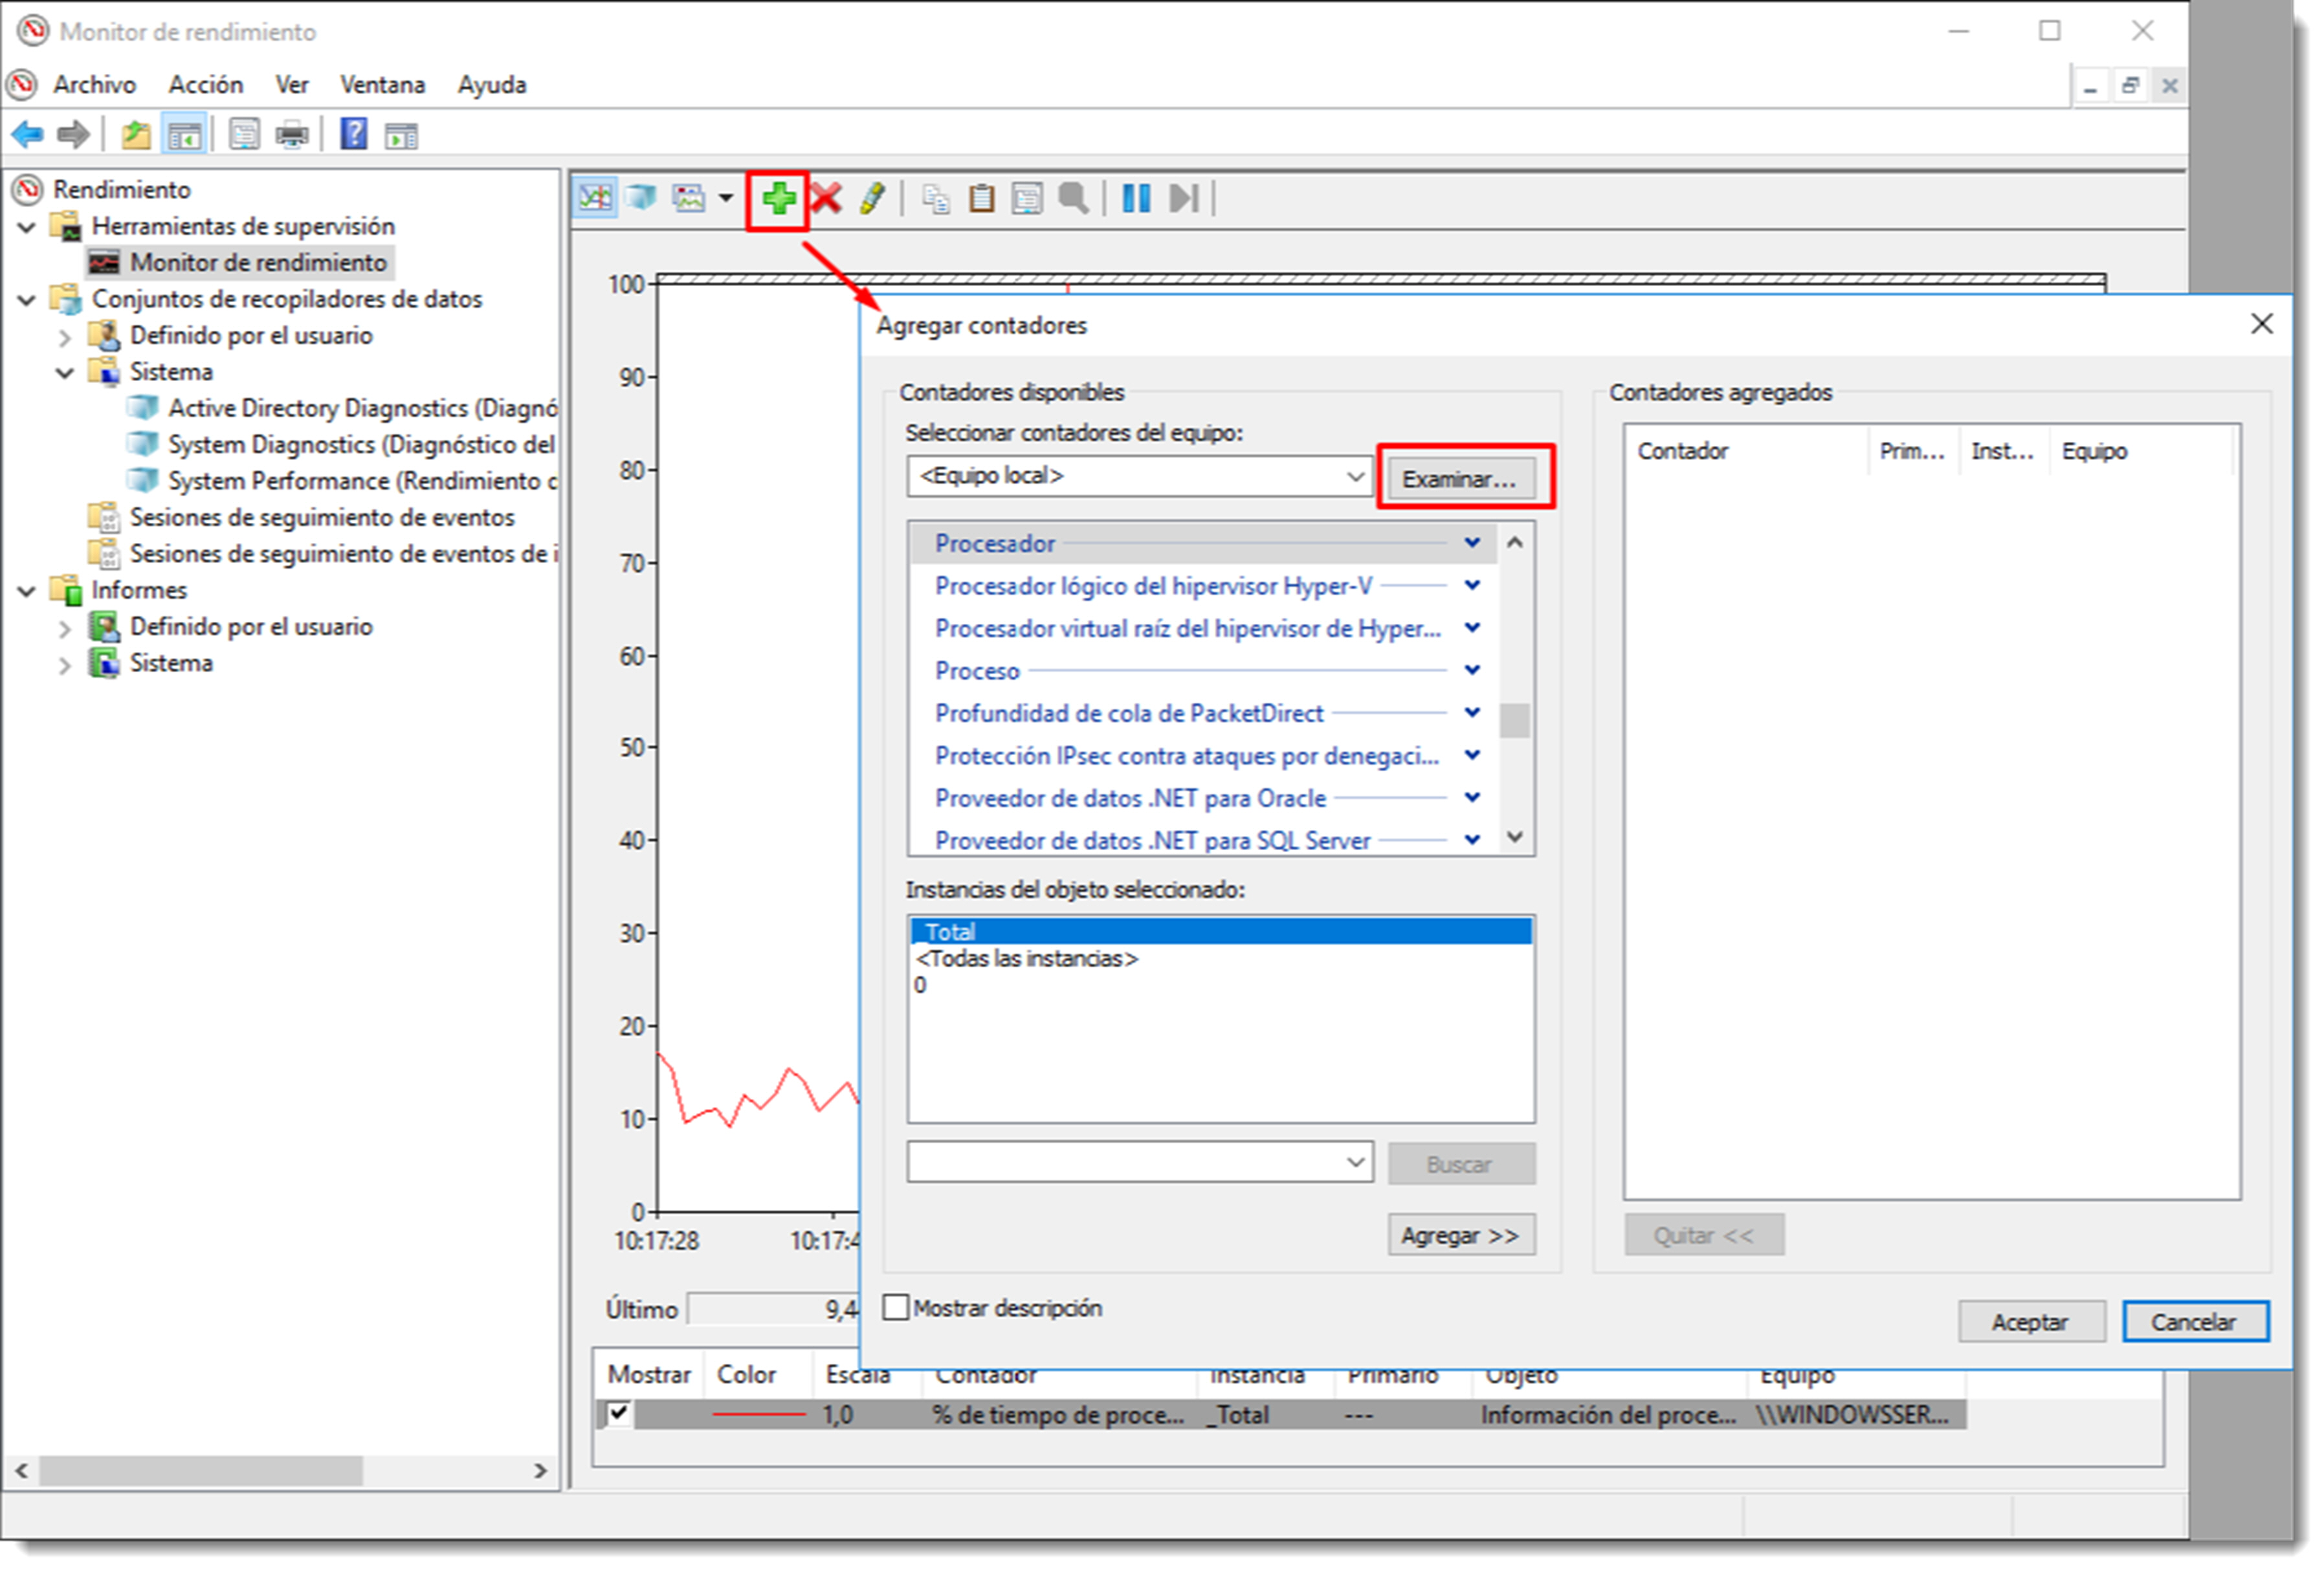 Monitor de rendimiento
Archivo Acción Ver Ventana Ayuda
Rendimiento
Herramientas de supervisión
Monitor de rendimiento
Conjuntos de recopiladores de datos
Definido por el usuario
Sistema
Active Directory Diagnostics (Diagnó
System Diagnostics (Diagnóstico del
System Performance (Rendimiento d
Sesiones de seguimiento de eventos
Sesiones de seguimiento de eventos de i
Informes
Definido por el usuario
Sistema
100
90
80
70
60
50
40
30
20
10
0
10:17:28 10:17:4
Último 9,4
Agregar contadores
Contadores disponibles
Seleccionar contadores del equipo:
<Equipo local> Examinar...
Procesador
Procesador lógico del hipervisor Hyper-V
Procesador virtual raíz del hipervisor de Hyper...
Proceso
Profundidad de cola de PacketDirect
Protección IPsec contra ataques por denegaci...
Proveedor de datos .NET para Oracle
Proveedor de datos .NET para SQL Server
Instancias del objeto seleccionado:
_Total
<Todas las instancias>
0
Buscar
Agregar >>
Mostrar descripción
Contadores agregados
Contador Prim... Inst... Equipo
Quitar <<
Aceptar Cancelar
Mostrar Color Escala Contador Instancia Primario Objeto Equipo
1,0 % de tiempo de proce... _Total --- Información del proce... \\WINDOWSSER...